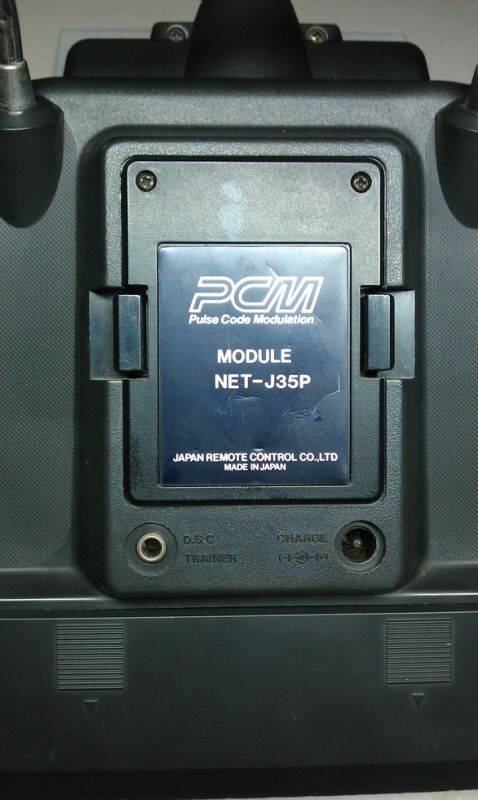 PCM
Pulse Code Modulation
MODULE
NET-J35P
JAPAN REMOTE CONTROL CO.,LTD
MADE IN JAPAN
D.S.C
TRAINER
CHARGE